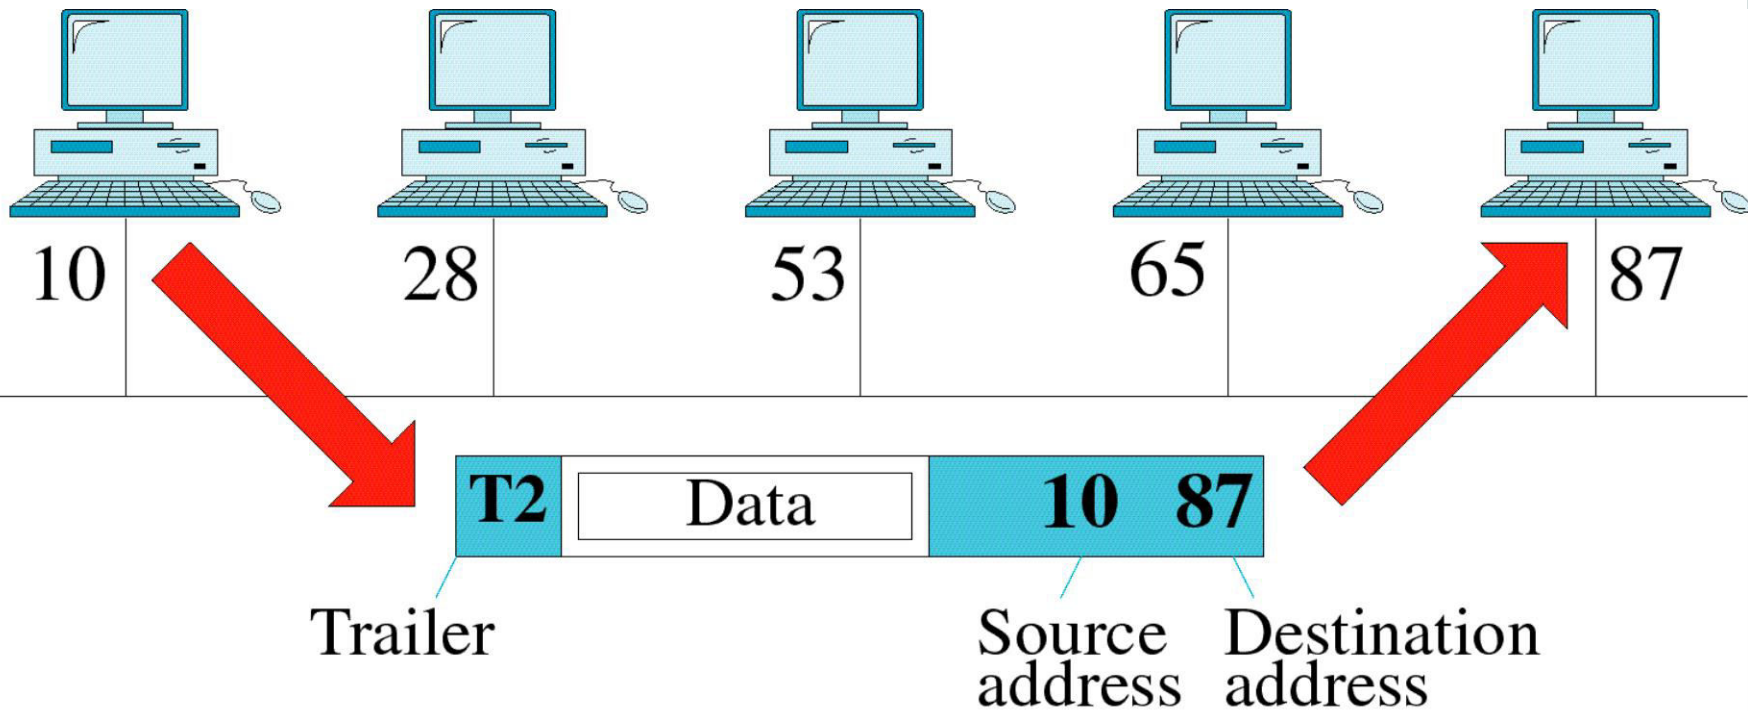 10 28 53 65 87
T2 Data 10 87
Trailer Source Destination
address address